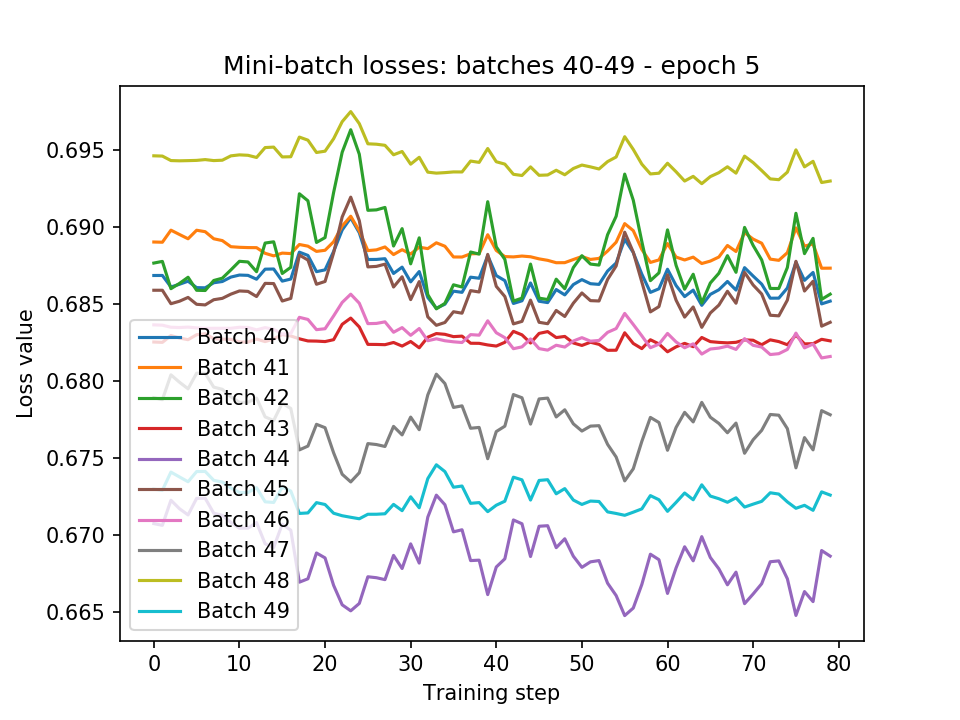 Mini-batch losses: batches 40-49 - epoch 5
0.695
0.690
0.685
0.680
0.675
0.670
0.665
Loss value
Batch 40
Batch 41
Batch 42
Batch 43
Batch 44
Batch 45
Batch 46
Batch 47
Batch 48
Batch 49
0 10 20 30 40 50 60 70 80
Training step